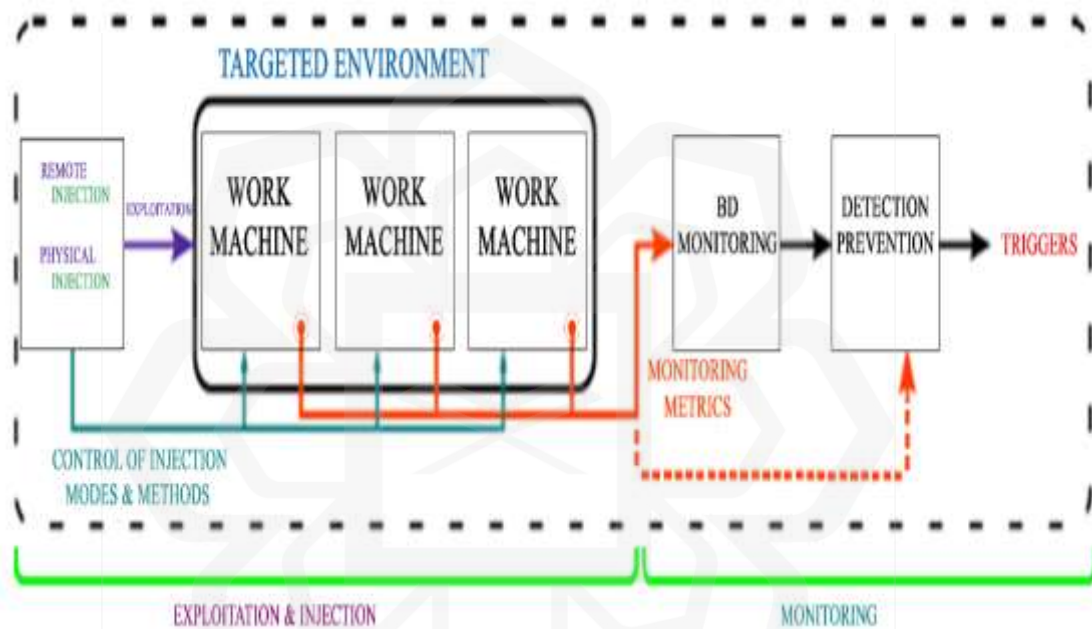 TARGETED ENVIRONMENT
REMOTE
INJECTION
PHYSICAL
INJECTION
EXPLOITATION
WORK
MACHINE
WORK
MACHINE
WORK
MACHINE
BD
MONITORING
DETECTION
PREVENTION
TRIGGERS
MONITORING
METRICS
CONTROL OF INJECTION
MODES & METHODS
EXPLOITATION & INJECTION
MONITORING